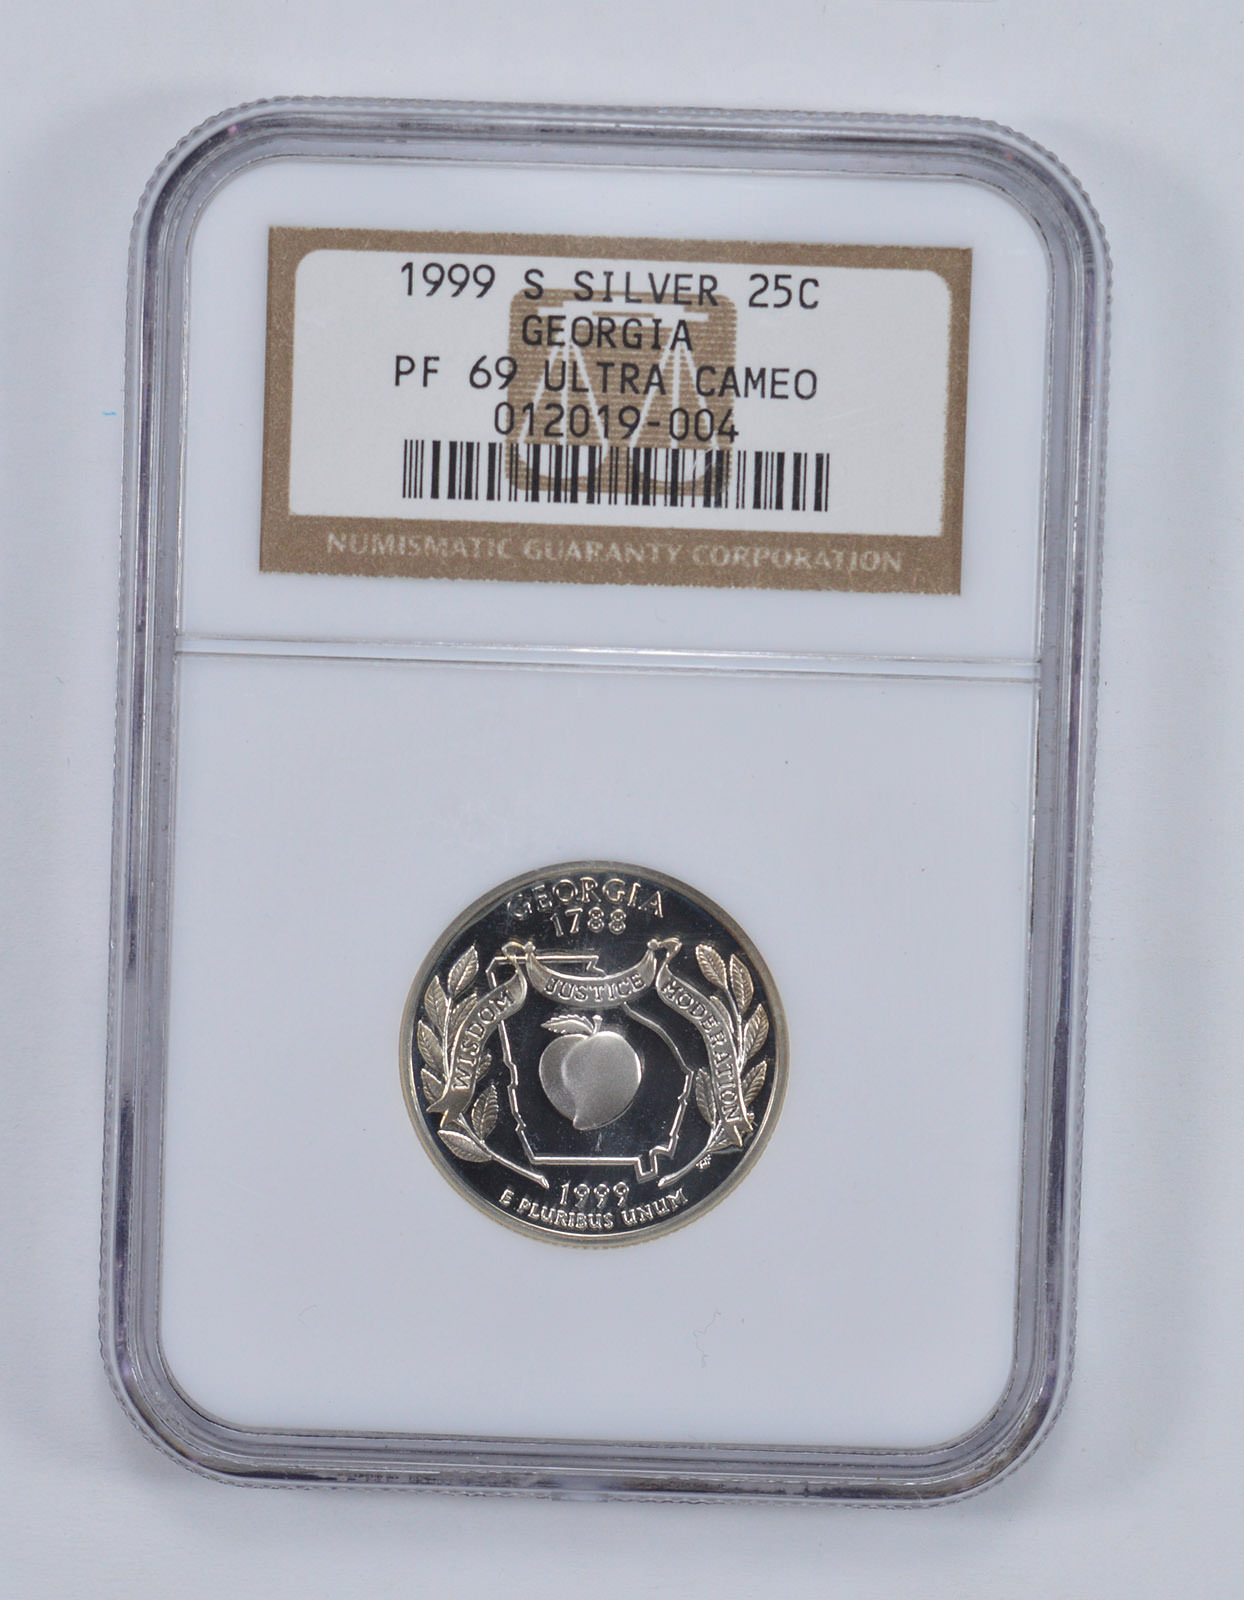 1999 S SILVER 25C
GEORGIA
PF 69 ULTRA CAMEO
012019-004
NUMISMATIC GUARANTY CORPORATION
GEORGIA
1788
WISDOM JUSTICE MODERATION
1999
E PLURIBUS UNUM